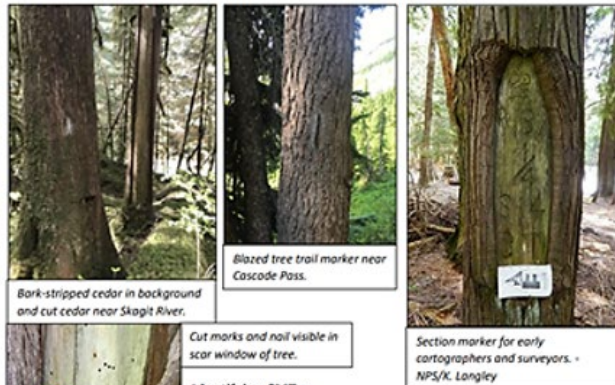 Bark-stripped cedar in background
and cut cedar near Skagit River.
Blazed tree trail marker near
Cascade Pass.
Cut marks and nail visible in
scar window of tree.
Section marker for early
cartographers and surveyors. -
NPS/K. Langley